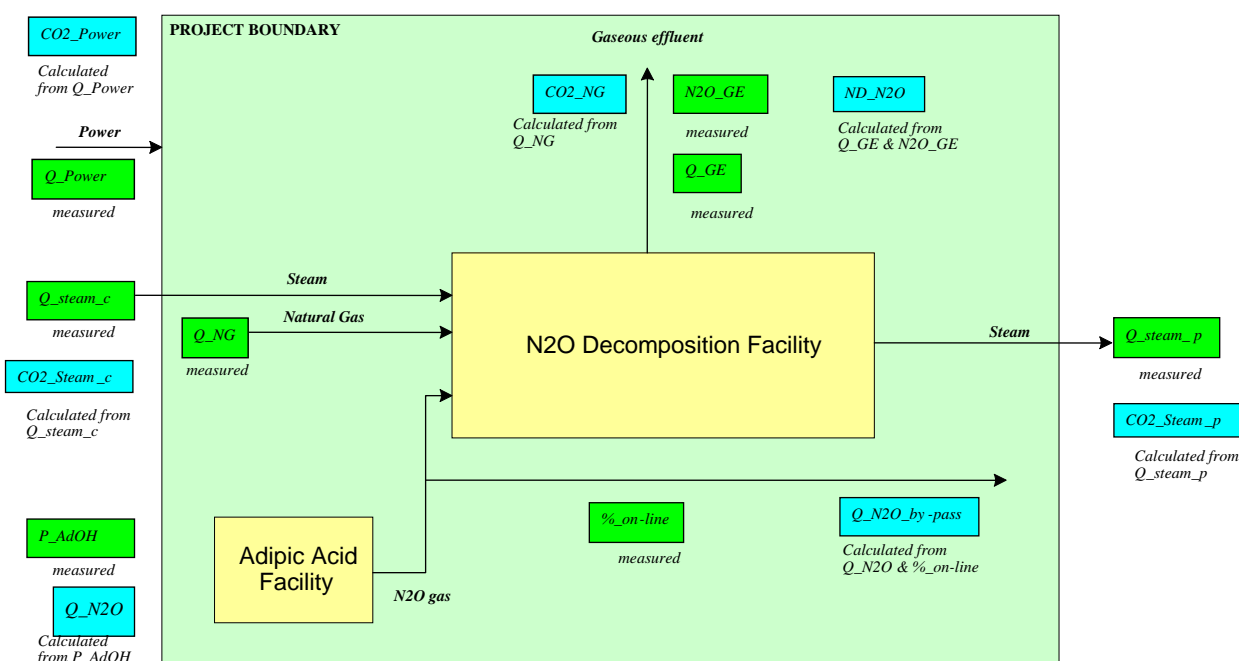 CO2_Power
Calculated
from Q_Power
Power
Q_Power
measured
PROJECT BOUNDARY
Gaseous effluent
CO2_NG
Calculated from
Q_NG
N2O_GE
measured
Q_GE
measured
ND_N2O
Calculated from
Q_GE & N2O_GE
Q_steam_c
measured
CO2_Steam_c
Calculated from
Q_steam_c
Steam
Q_NG
measured
Natural Gas
N2O Decomposition Facility
Steam
Q_steam_ p
measured
CO2_Steam_p
Calculated from
Q_steam_p
P_AdOH
measured
Q_N2O
Calculated
from P_AdOH
Adipic Acid
Facility
N2O gas
%_on-line
measured
Q_N2O_by -pass
Calculated from
Q_N2O & %_on-line